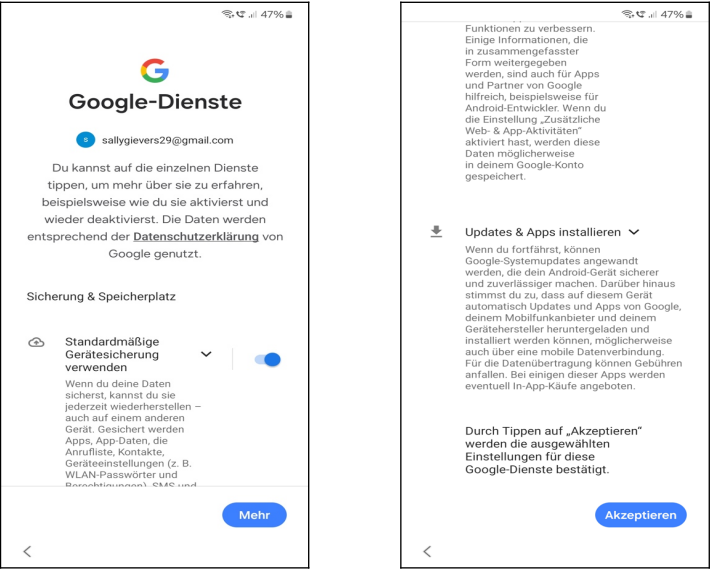 47%
Google-Dienste
s sallygievers29@gmail.com
Du kannst auf die einzelnen Dienste
tippen, um mehr über sie zu erfahren,
beispielsweise wie du sie aktivierst und
wieder deaktivierst. Die Daten werden
entsprechend der Datenschutzerklärung von
Google genutzt.
Sicherung & Speicherplatz
Standardmäßige
Gerätesicherung
verwenden
Wenn du deine Daten
sicherst, kannst du sie
jederzeit wiederherstellen –
auch auf einem anderen
Gerät. Gesichert werden
Apps, App-Daten, die
Anrufliste, Kontakte,
Geräteeinstellungen (z. B.
WLAN-Passwörter und
Berechtigungen), SMS und
Mehr
47%
Funktionen zu verbessern.
Einige Informationen, die
in zusammengefasster
Form weitergegeben
werden, sind auch für Apps
und Partner von Google
hilfreich, beispielsweise für
Android-Entwickler. Wenn du
die Einstellung „Zusätzliche
Web- & App-Aktivitäten“
aktiviert hast, werden diese
Daten möglicherweise
in deinem Google-Konto
gespeichert.
Updates & Apps installieren
Wenn du fortfährst, können
Google-Systemupdates angewandt
werden, die dein Android-Gerät sicherer
und zuverlässiger machen. Darüber hinaus
stimmst du zu, dass auf diesem Gerät
automatisch Updates und Apps von Google,
deinem Mobilfunkanbieter und deinem
Gerätehersteller heruntergeladen und
installiert werden können, möglicherweise
auch über eine mobile Datenverbindung.
Für die Datenübertragung können Gebühren
anfallen. Bei einigen dieser Apps werden
eventuell In-App-Käufe angeboten.
Durch Tippen auf „Akzeptieren“
werden die ausgewählten
Einstellungen für diese
Google-Dienste bestätigt.
Akzeptieren